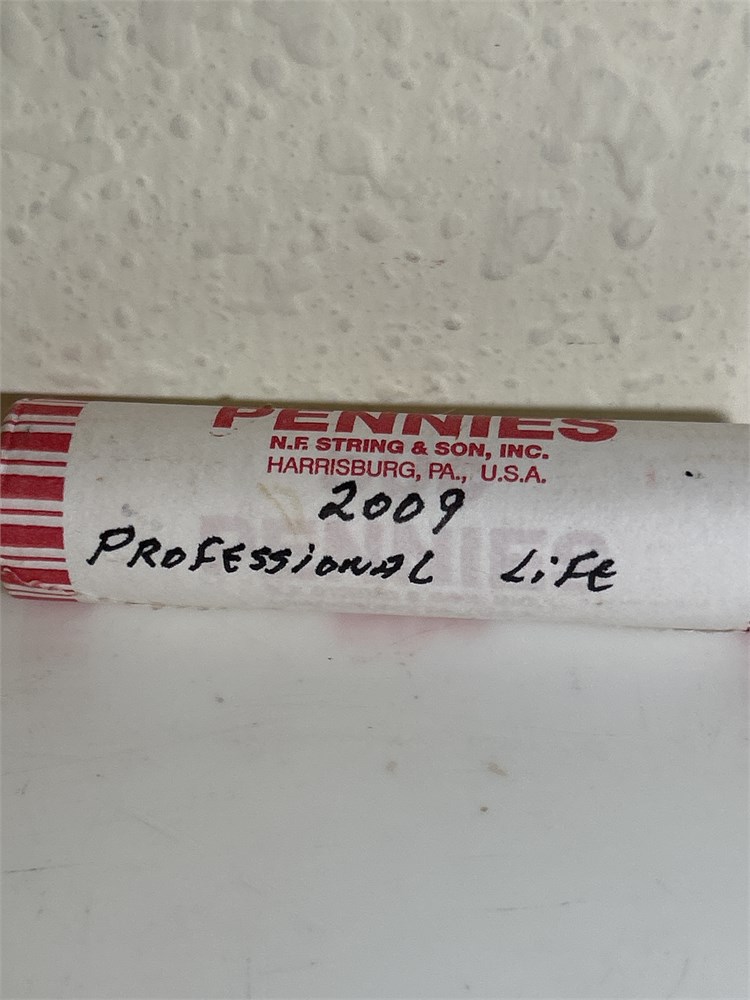 PENNIES
N.F. STRING & SON, INC.
HARRISBURG, PA., U.S.A.
2009
PROFESSIONAL LIFE